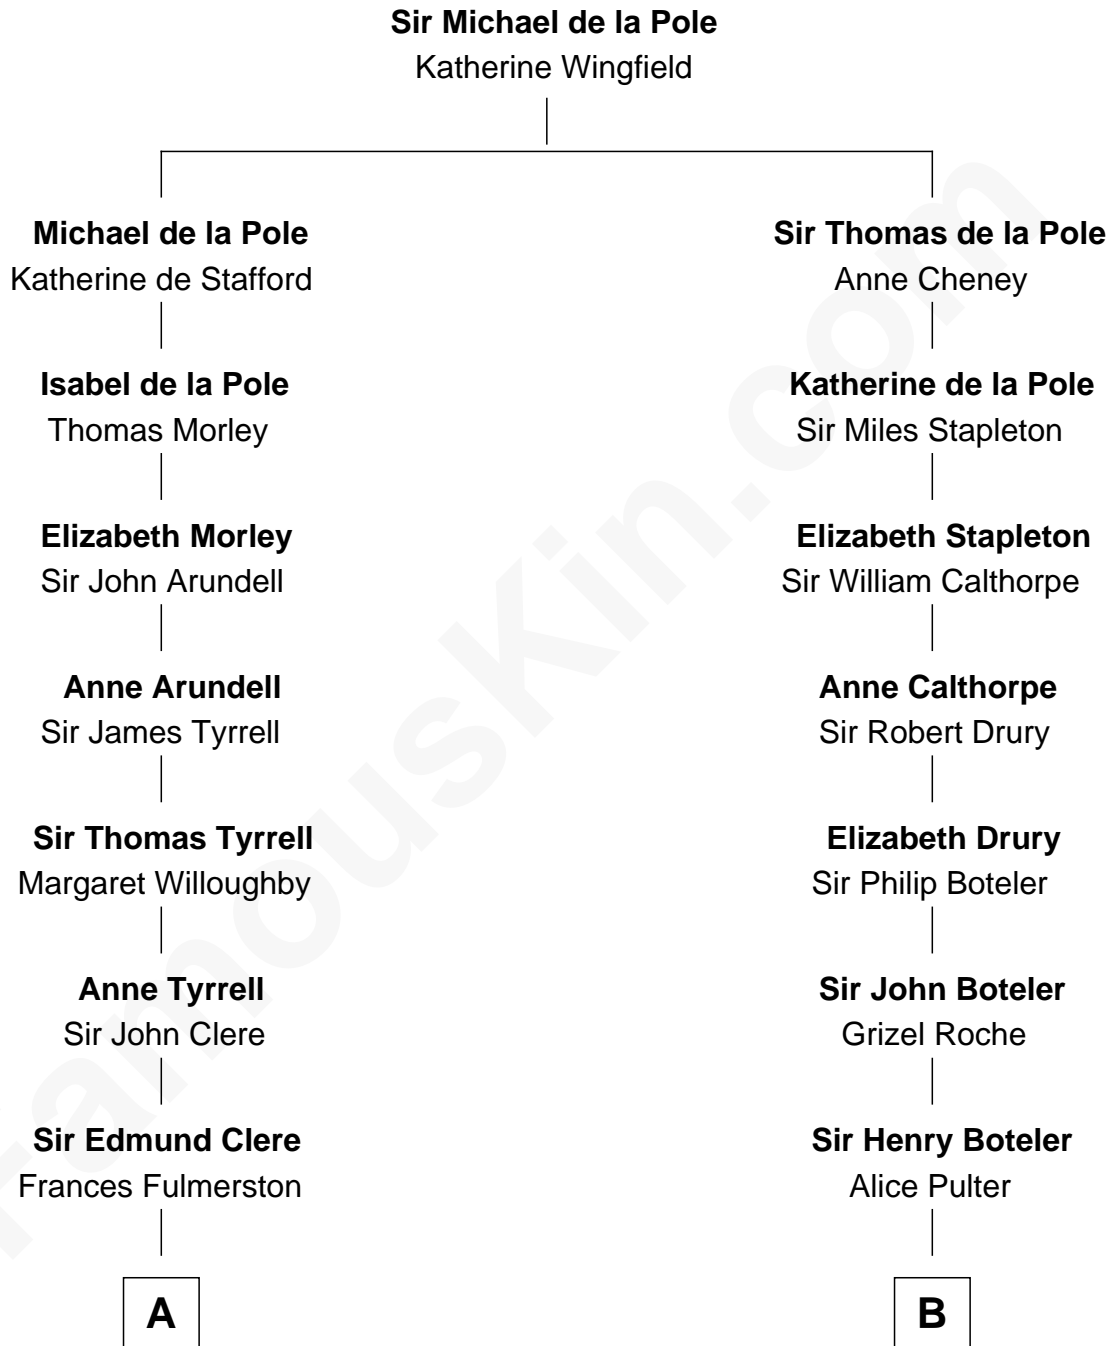 Sir Michael de la Pole
Katherine Wingfield
Michael de la Pole
Katherine de Stafford
Sir Thomas de la Pole
Anne Cheney
Isabel de la Pole
Thomas Morley
Katherine de la Pole
Sir Miles Stapleton
Elizabeth Morley
Sir John Arundell
Elizabeth Stapleton
Sir William Calthorpe
Anne Arundell
Sir James Tyrrell
Anne Calthorpe
Sir Robert Drury
Sir Thomas Tyrrell
Margaret Willoughby
Elizabeth Drury
Sir Philip Boteler
Anne Tyrrell
Sir John Clere
Sir John Boteler
Grizel Roche
Sir Edmund Clere
Frances Fulmerston
Sir Henry Boteler
Alice Pulter
A
B
FamousKin.com